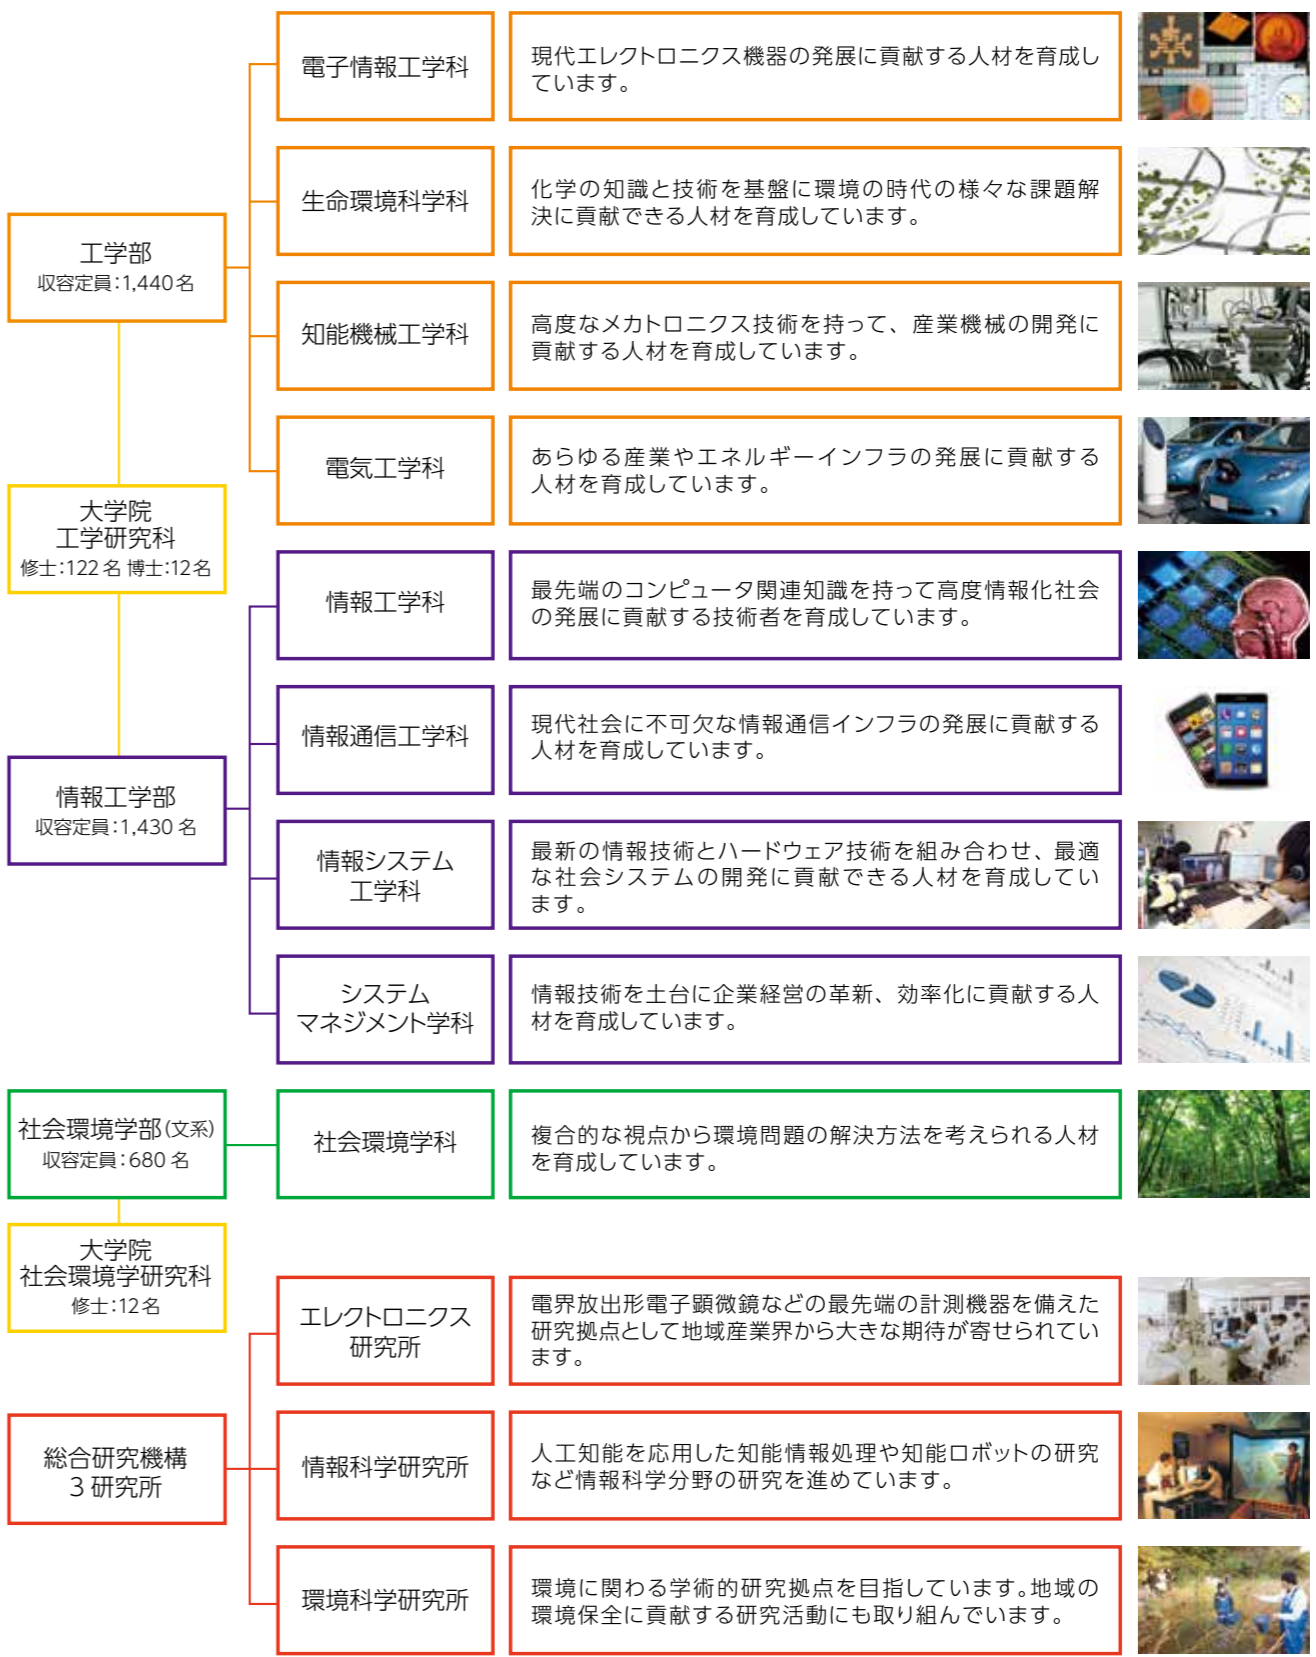 電子情報工学科
現代エレクトロニクス機器の発展に貢献する人材を育成し
ています。
生命環境科学科
化学の知識と技術を基盤に環境の時代の様々な課題解
決に貢献できる人材を育成しています。
工学部
収容定員:1,440名
知能機械工学科
高度なメカトロニクス技術を持って、産業機械の開発に
貢献する人材を育成しています。
電気工学科
あらゆる産業やエネルギーインフラの発展に貢献する
人材を育成しています。
大学院
工学研究科
修士:122名 博士:12名
情報工学科
最先端のコンピュータ関連知識を持って高度情報化社会
の発展に貢献する技術者を育成しています。
情報通信工学科
現代社会に不可欠な情報通信インフラの発展に貢献する
人材を育成しています。
情報工学部
収容定員:1,430名
情報システム
工学科
最新の情報技術とハードウェア技術を組み合わせ、最適
な社会システムの開発に貢献できる人材を育成してい
ます。
システム
マネジメント学科
情報技術を土台に企業経営の革新、効率化に貢献する人
材を育成しています。
社会環境学部(文系)
収容定員:680名
社会環境学科
複合的な視点から環境問題の解決方法を考えられる人材
を育成しています。
大学院
社会環境学研究科
修士:12名
エレクトロニクス
研究所
電界放出形電子顕微鏡などの最先端の計測機器を備えた
研究拠点として地域産業界から大きな期待が寄せられてい
ます。
総合研究機構
3研究所
情報科学研究所
人工知能を応用した知能情報処理や知能ロボットの研究
など情報科学分野の研究を進めています。
環境科学研究所
環境に関わる学術的研究拠点を目指しています。地域の
環境保全に貢献する研究活動にも取り組んでいます。